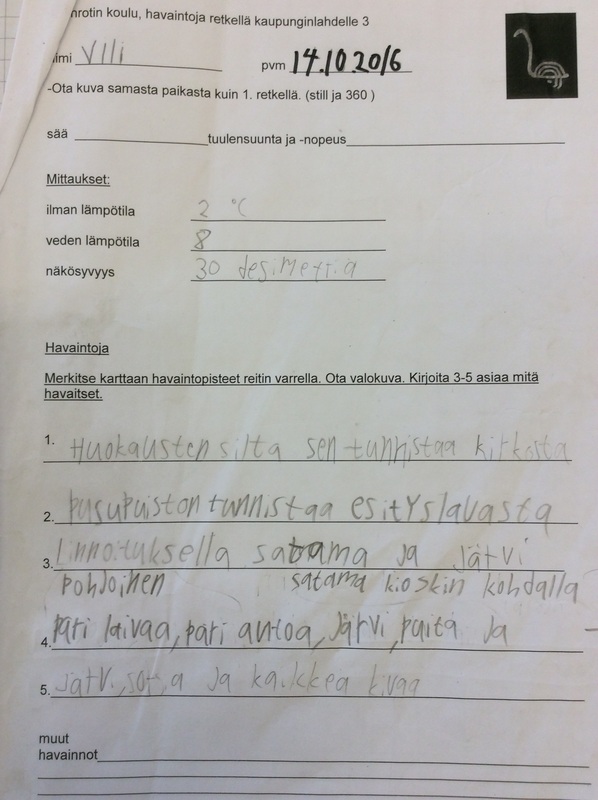 nrotin koulu, havaintoja retkellä kaupunginlahdelle 3
imi Vili pvm 14.10.2016
-Ota kuva samasta paikasta kuin 1. retkellä. (still ja 360 )
sää tuulensuunta ja -nopeus
Mittaukset:
ilman lämpötila 2 °C
veden lämpötila 8
näkösyvyys 30 desimetriä
Havaintoja
Merkitse karttaan havaintopisteet reitin varrella. Ota valokuva. Kirjoita 3-5 asiaa mitä
havaitset.
1. Huokausten silta sen tunnistaa kirkosta
2. pusupuiston tunnistaa esityslavasta
3. Linnoituksella satama ja järvi
pohjoinen satama kioskin kohdalla
4. pari laivaa, pari autoa, järvi, puita ja
5. järvi, sotia ja kaikkea kivaa
muut
havainnot